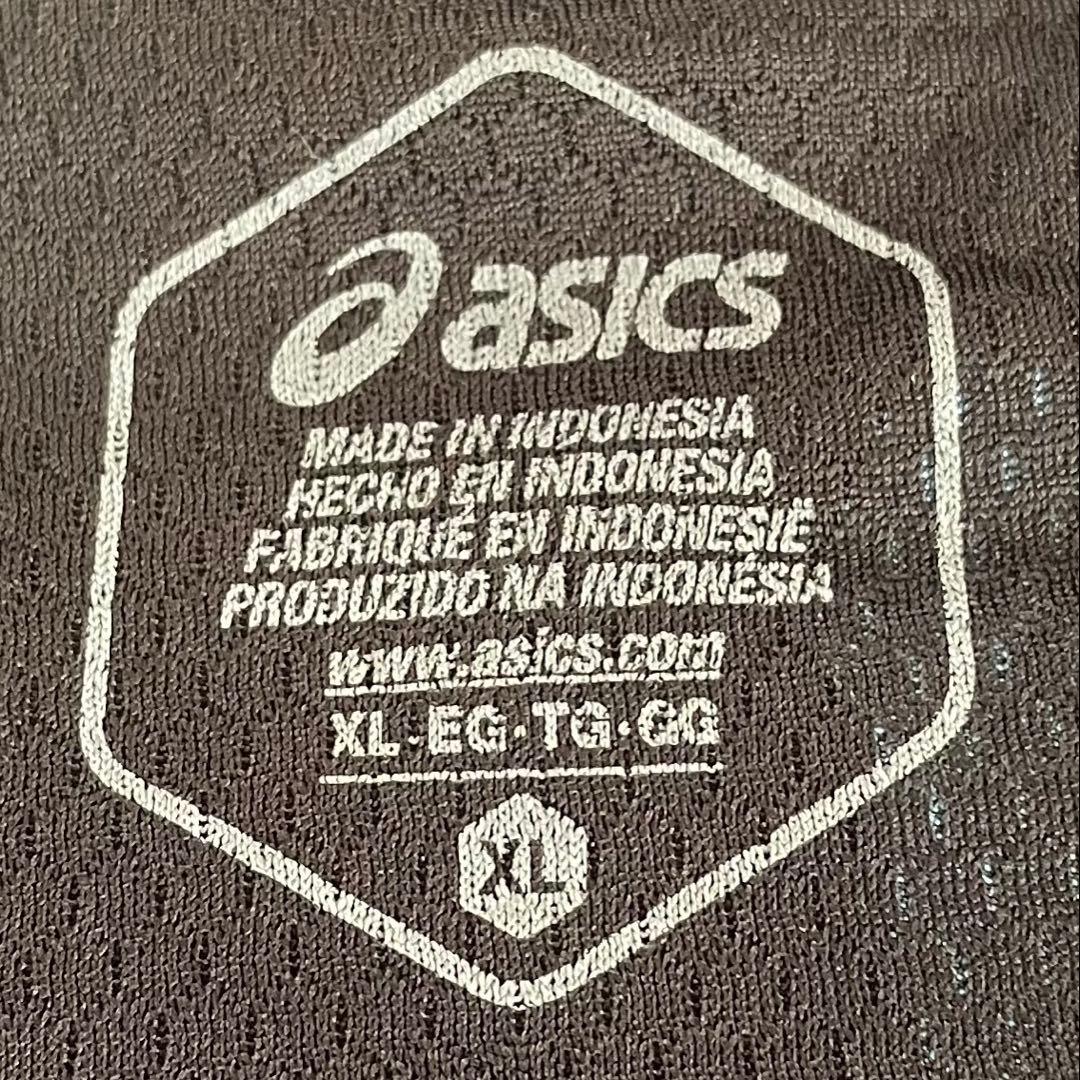 asics
MADE IN INDONESIA
HECHO EN INDONESIA
FABRIQUÉ EN INDONESIE
PRODUZIDO NA INDONÉSIA
www.asics.com
XL·EG·TG·GG
XL